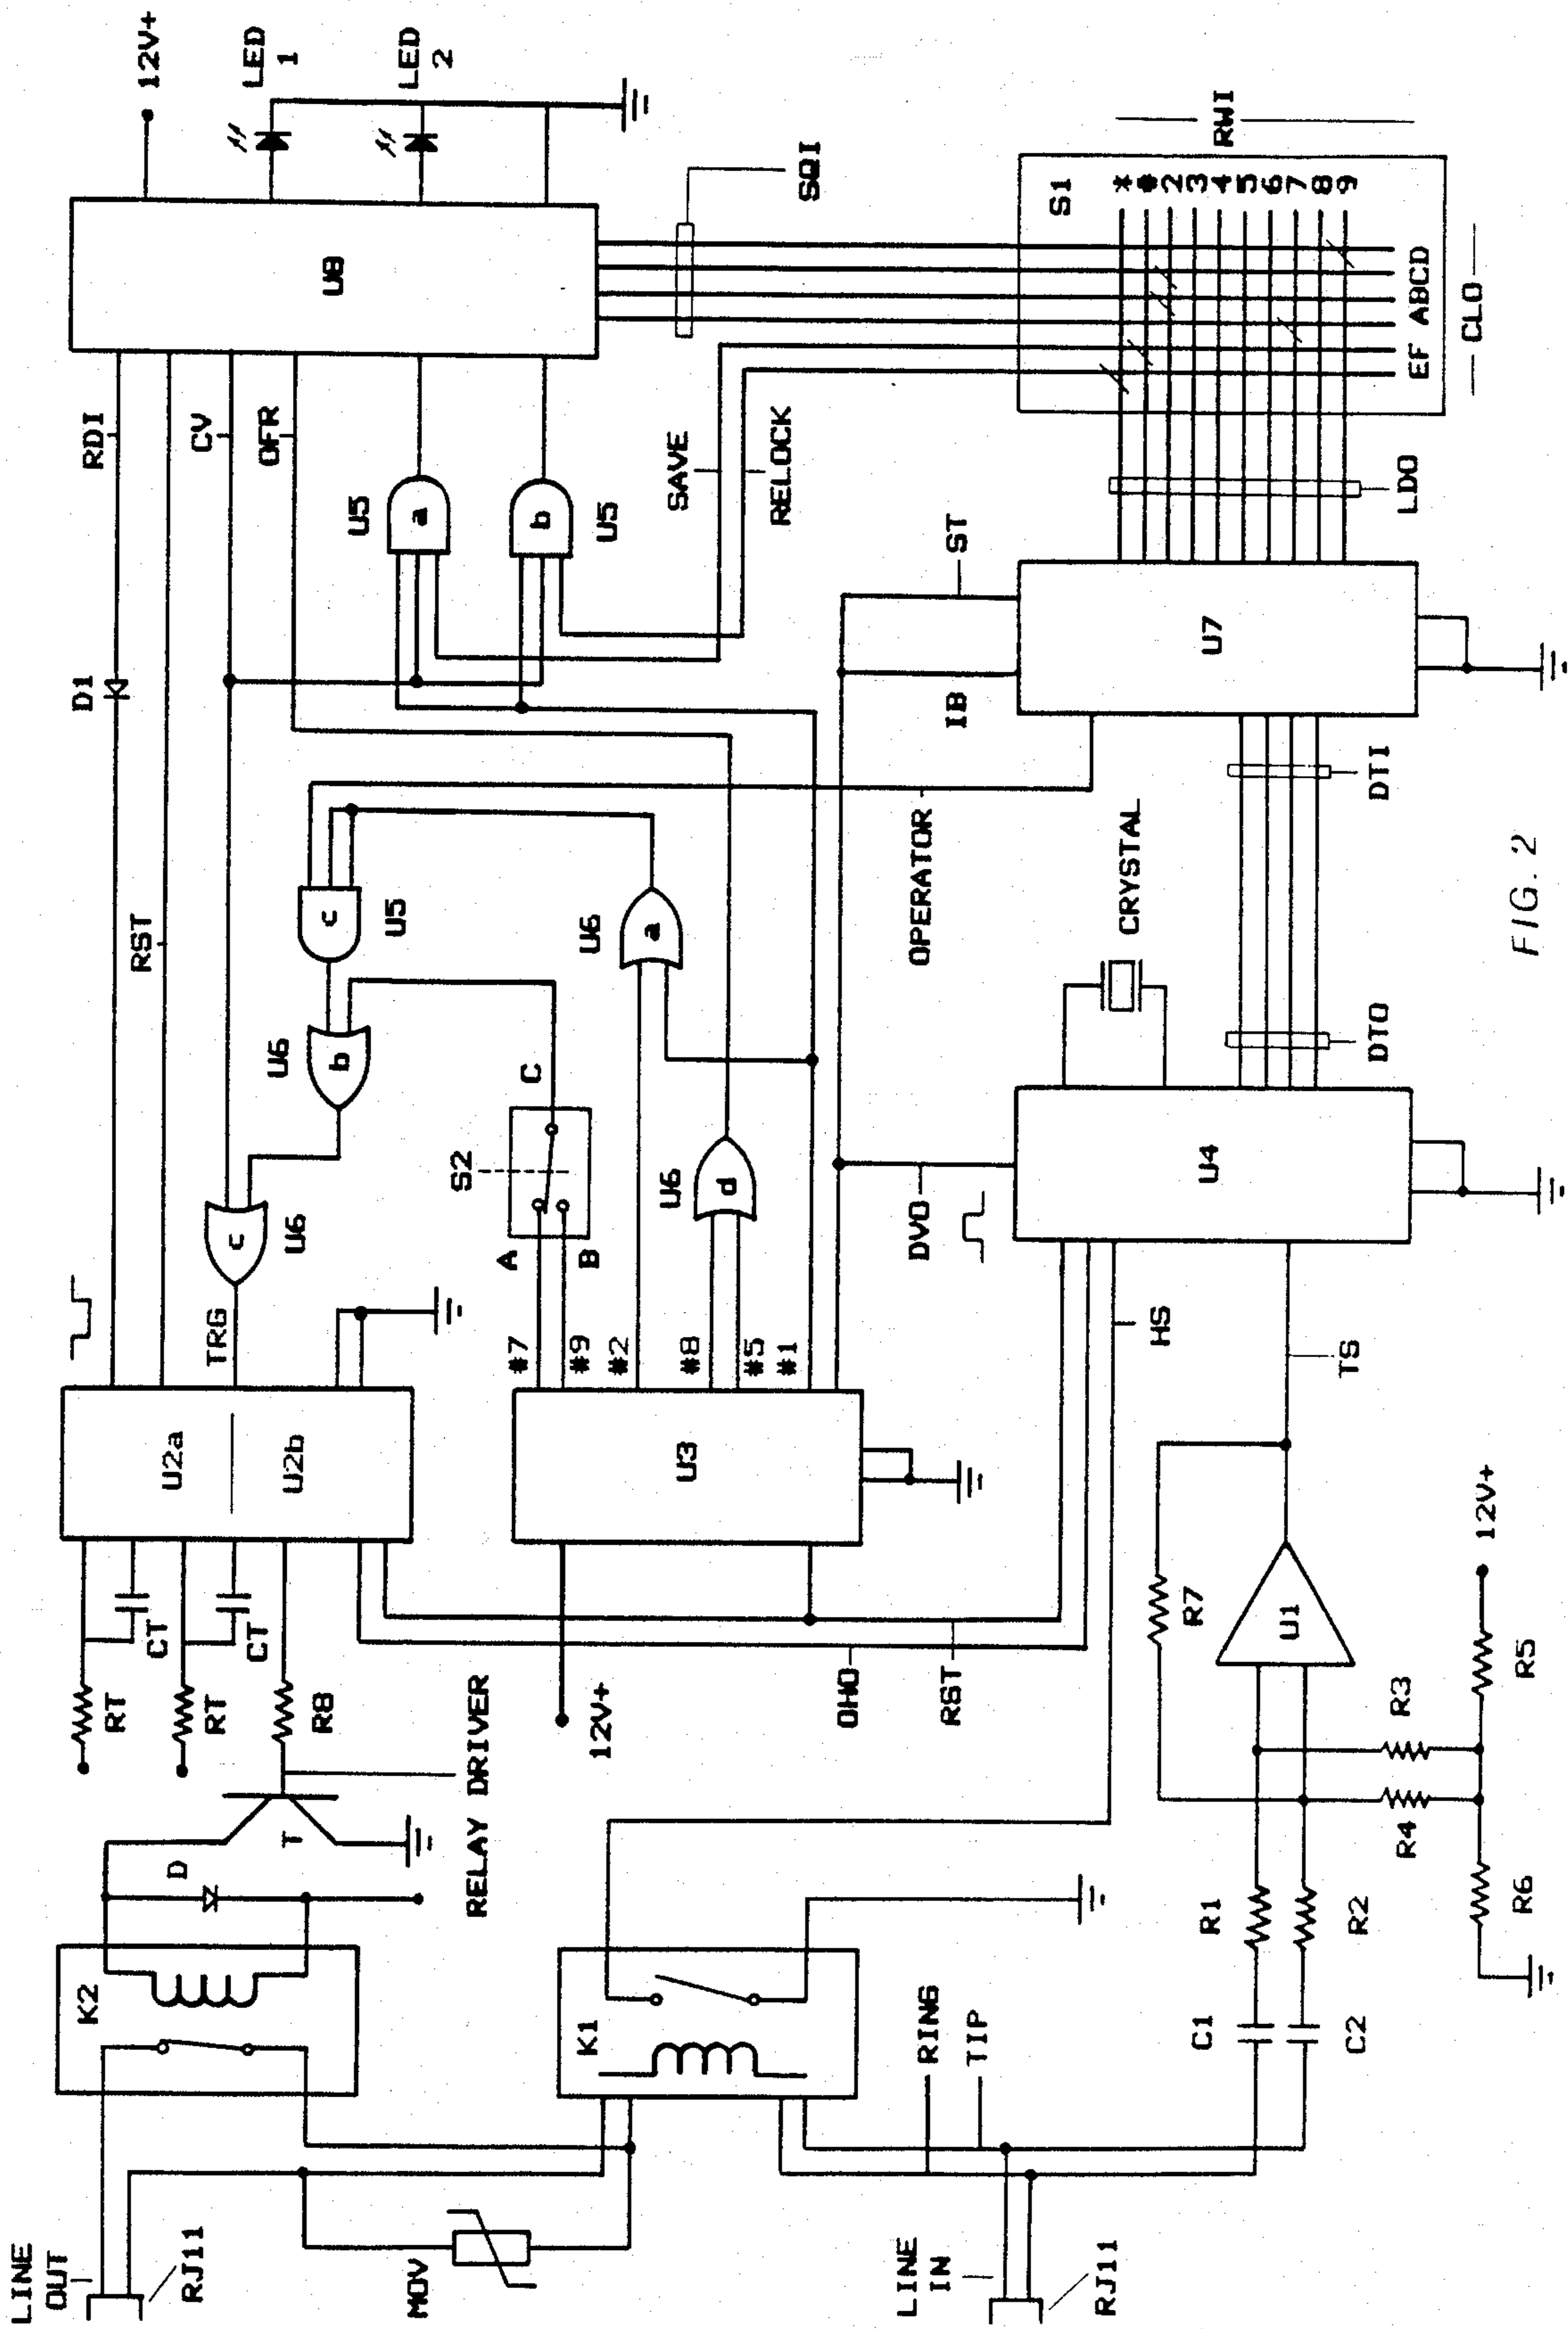 LINE
OUT
RJ11
K2
D
T
RT
CT
RT
CT
R8
RELAY DRIVER
U2a
U2b
TRG
RST
D1
RDI
CV
OFR
U6
c
U6
b
U5
c
U5
a
U5
b
U8
12V+
LED
1
LED
2
MOV
K1
12V+
U3
#7
#9
#2
#8
#5
#1
A
B
S2
C
U6
a
U6
d
SAVE
RELOCK
SQI
LINE
IN
RJ11
RING
TIP
OHO
RST
HS
TS
DVO
OPERATOR
CRYSTAL
IB
ST
U4
U7
DTO
DTI
LDO
S1
*
#
2
3
4
5
6
7
8
9
EF ABCD
CLO
RWI
C1
C2
R1
R2
R3
R4
R5
R6
R7
U1
12V+
FIG. 2